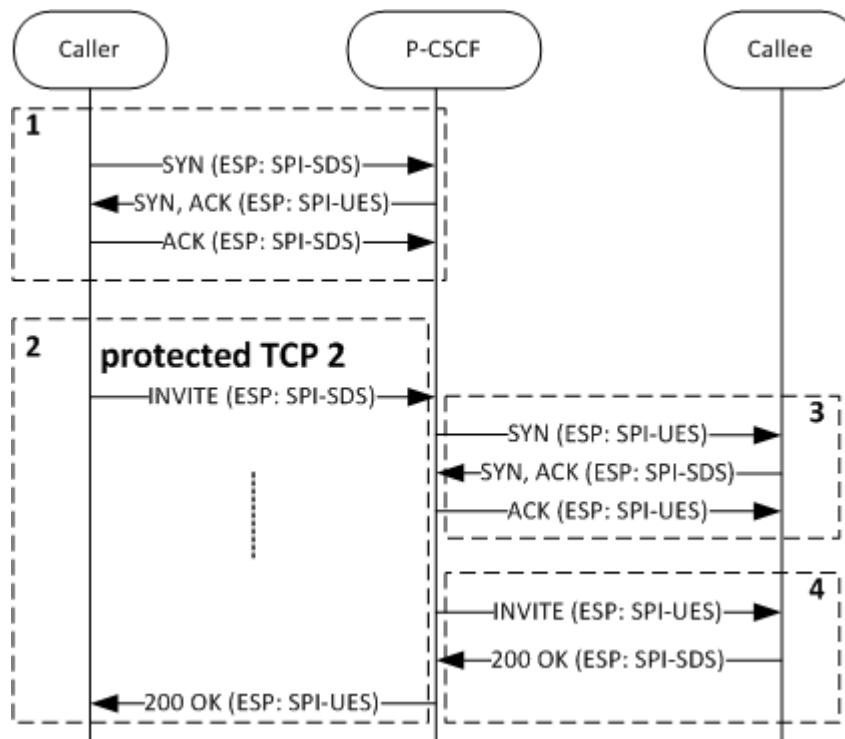 Caller
P-CSCF
Callee
1
SYN (ESP: SPI-SDS)
SYN, ACK (ESP: SPI-UES)
ACK (ESP: SPI-SDS)
2
protected TCP 2
INVITE (ESP: SPI-SDS)
3
SYN (ESP: SPI-UES)
SYN, ACK (ESP: SPI-SDS)
ACK (ESP: SPI-UES)
4
INVITE (ESP: SPI-UES)
200 OK (ESP: SPI-SDS)
200 OK (ESP: SPI-UES)